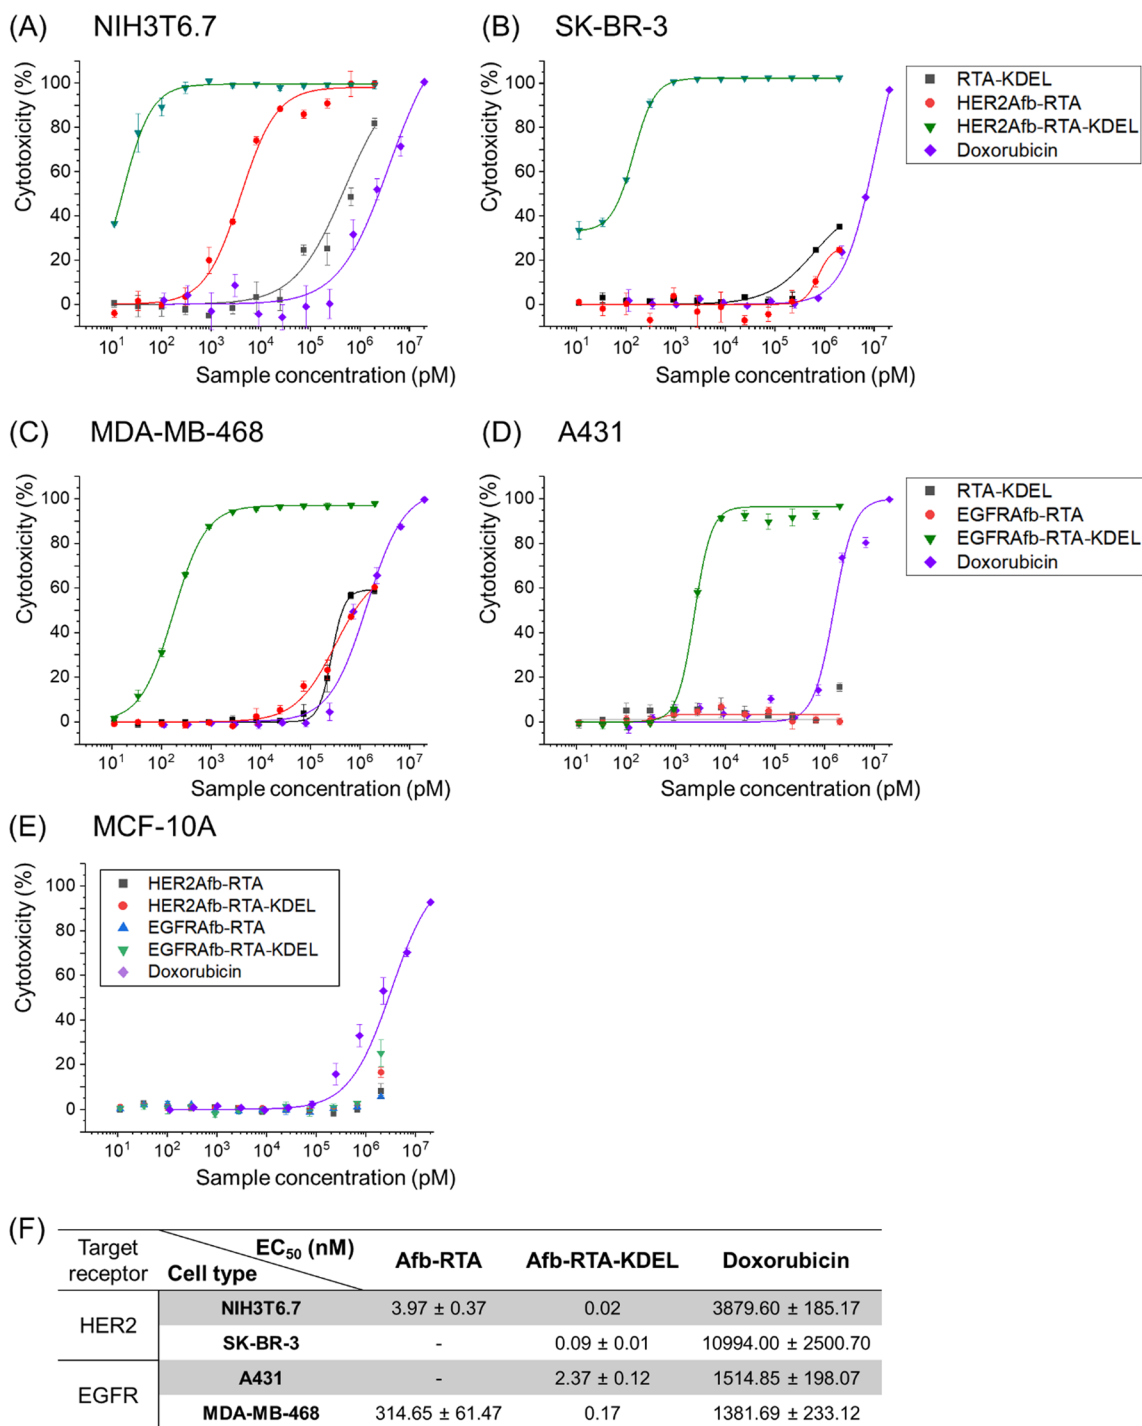 (A) NIH3T6.7
Cytotoxicity (%)
100
80
60
40
20
0
10¹ 10² 10³ 10⁴ 10⁵ 10⁶ 10⁷
Sample concentration (pM)
(B) SK-BR-3
Cytotoxicity (%)
100
80
60
40
20
0
10¹ 10² 10³ 10⁴ 10⁵ 10⁶ 10⁷
Sample concentration (pM)
RTA-KDEL
HER2Afb-RTA
HER2Afb-RTA-KDEL
Doxorubicin
(C) MDA-MB-468
Cytotoxicity (%)
100
80
60
40
20
0
10¹ 10² 10³ 10⁴ 10⁵ 10⁶ 10⁷
Sample concentration (pM)
(D) A431
Cytotoxicity (%)
100
80
60
40
20
0
10¹ 10² 10³ 10⁴ 10⁵ 10⁶ 10⁷
Sample concentration (pM)
RTA-KDEL
EGFRAfb-RTA
EGFRAfb-RTA-KDEL
Doxorubicin
(E) MCF-10A
Cytotoxicity (%)
100
80
60
40
20
0
HER2Afb-RTA
HER2Afb-RTA-KDEL
EGFRAfb-RTA
EGFRAfb-RTA-KDEL
Doxorubicin
10¹ 10² 10³ 10⁴ 10⁵ 10⁶ 10⁷
Sample concentration (pM)
(F)
Target receptor
EC₅₀ (nM)
Cell type
Afb-RTA Afb-RTA-KDEL Doxorubicin
HER2
NIH3T6.7 3.97 ± 0.37 0.02 3879.60 ± 185.17
SK-BR-3 - 0.09 ± 0.01 10994.00 ± 2500.70
EGFR
A431 - 2.37 ± 0.12 1514.85 ± 198.07
MDA-MB-468 314.65 ± 61.47 0.17 1381.69 ± 233.12